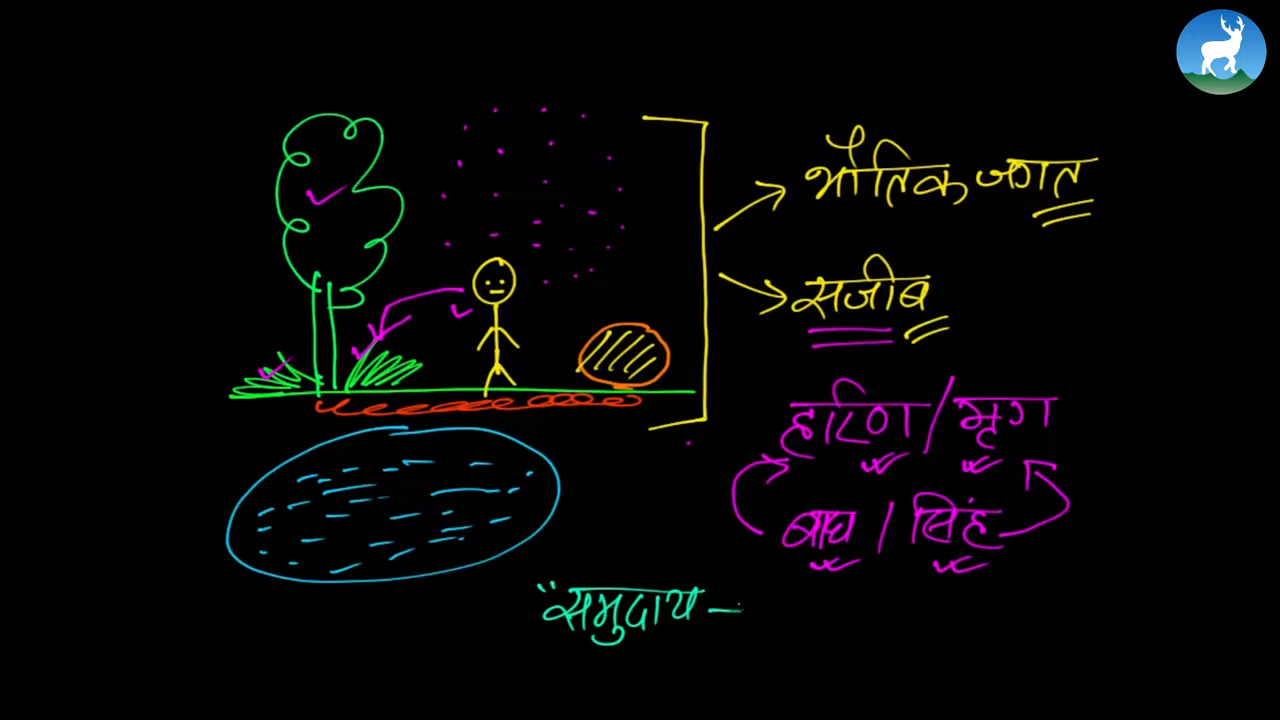 भौतिक जगत
सजीब
हरिण / मृग
बाघ / सिंह
"समुदाय –